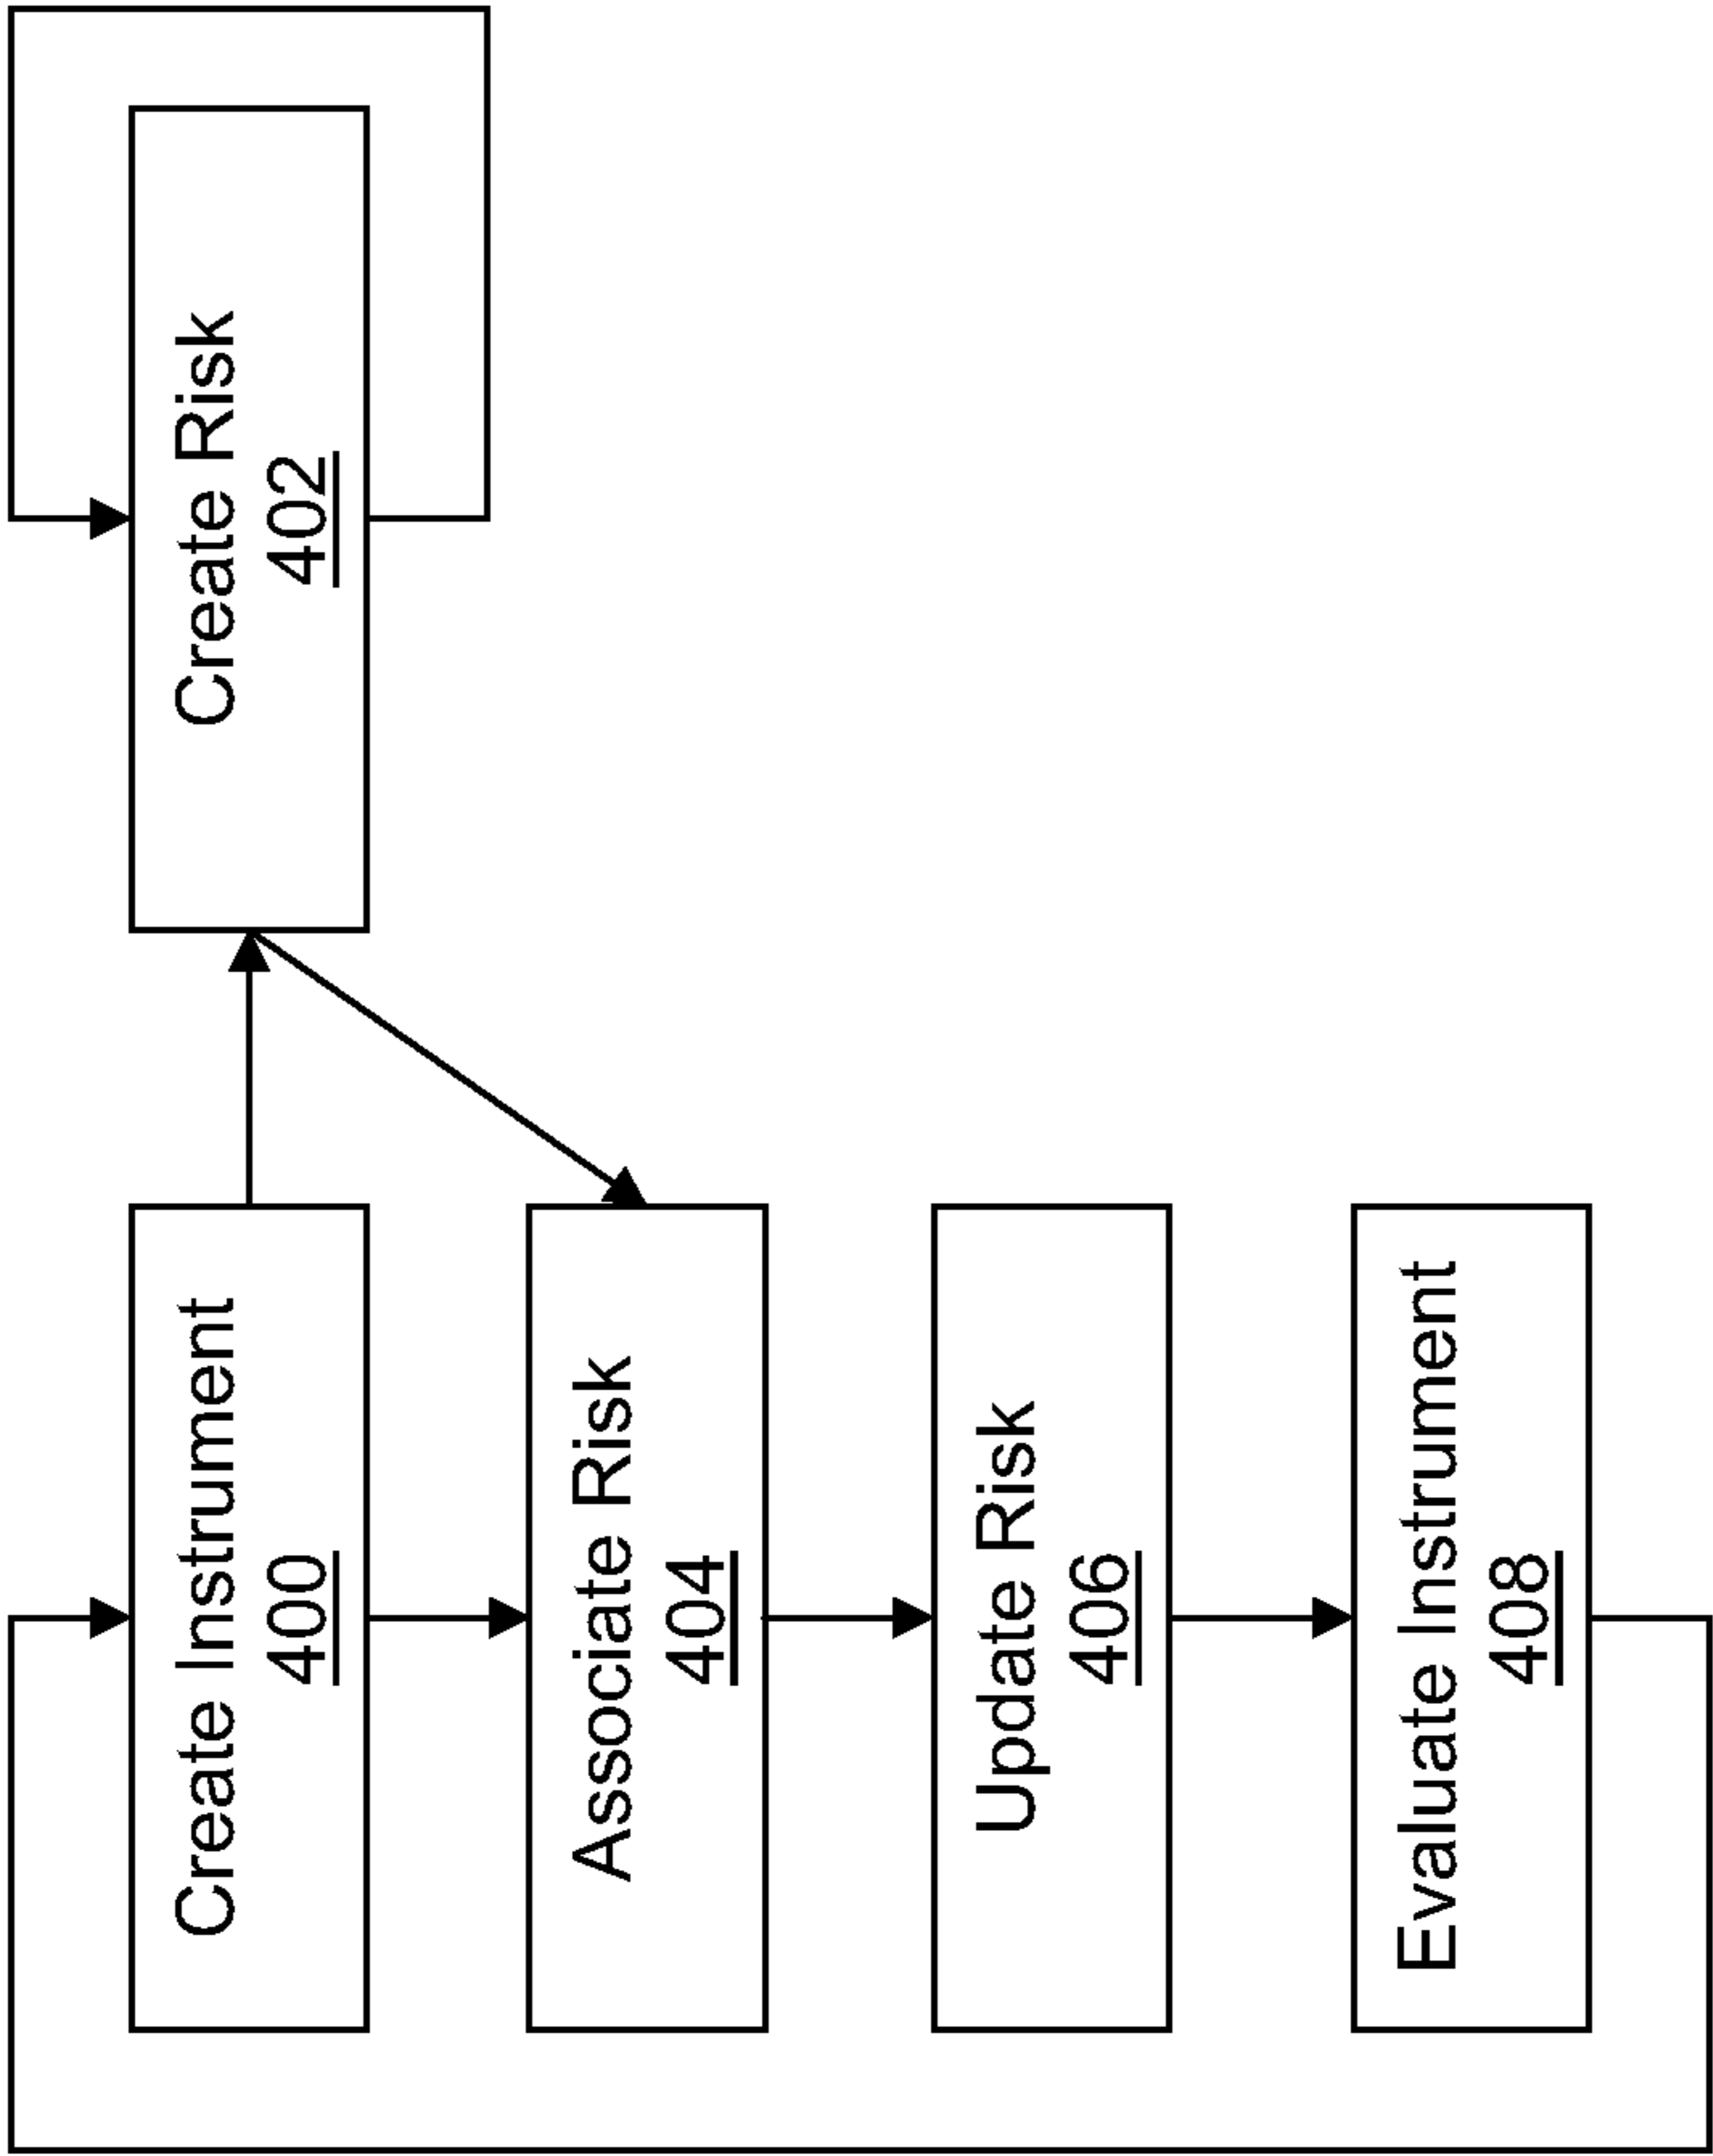 Create Instrument
400
Create Risk
402
Associate Risk
404
Update Risk
406
Evaluate Instrument
408